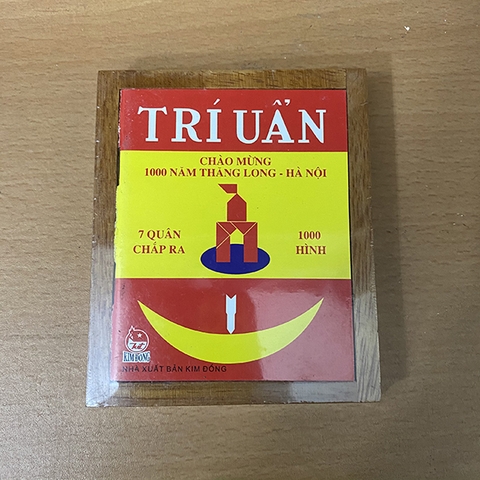 TRÍ UẨN
CHÀO MỪNG
1000 NĂM THĂNG LONG - HÀ NỘI
7 QUÂN
CHẮP RA
1000
HÌNH
KIM ĐỒNG
NHÀ XUẤT BẢN KIM ĐỒNG